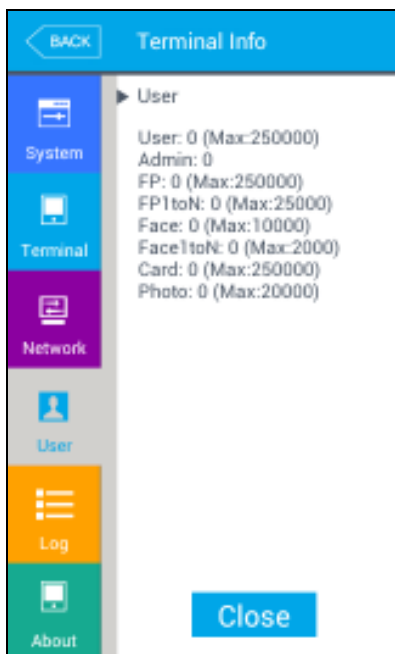 BACK
Terminal Info
System
Terminal
Network
User
Log
About
▶ User
User: 0 (Max:250000)
Admin: 0
FP: 0 (Max:250000)
FP1toN: 0 (Max:25000)
Face: 0 (Max:10000)
Face1toN: 0 (Max:2000)
Card: 0 (Max:250000)
Photo: 0 (Max:20000)
Close